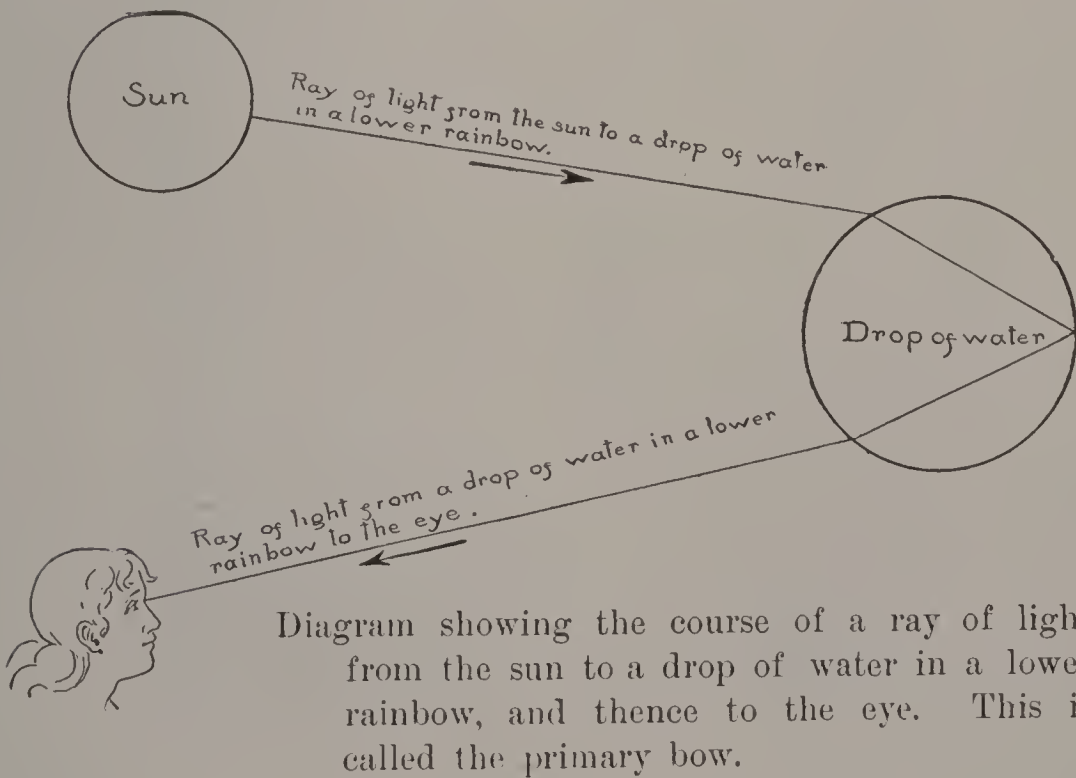 Sun
Ray of light from the sun to a drop of water
in a lower rainbow.
Drop of water
Ray of light from a drop of water in a lower
rainbow to the eye.
Diagram showing the course of a ray of ligh
from the sun to a drop of water in a lowe
rainbow, and thence to the eye. This i
called the primary bow.